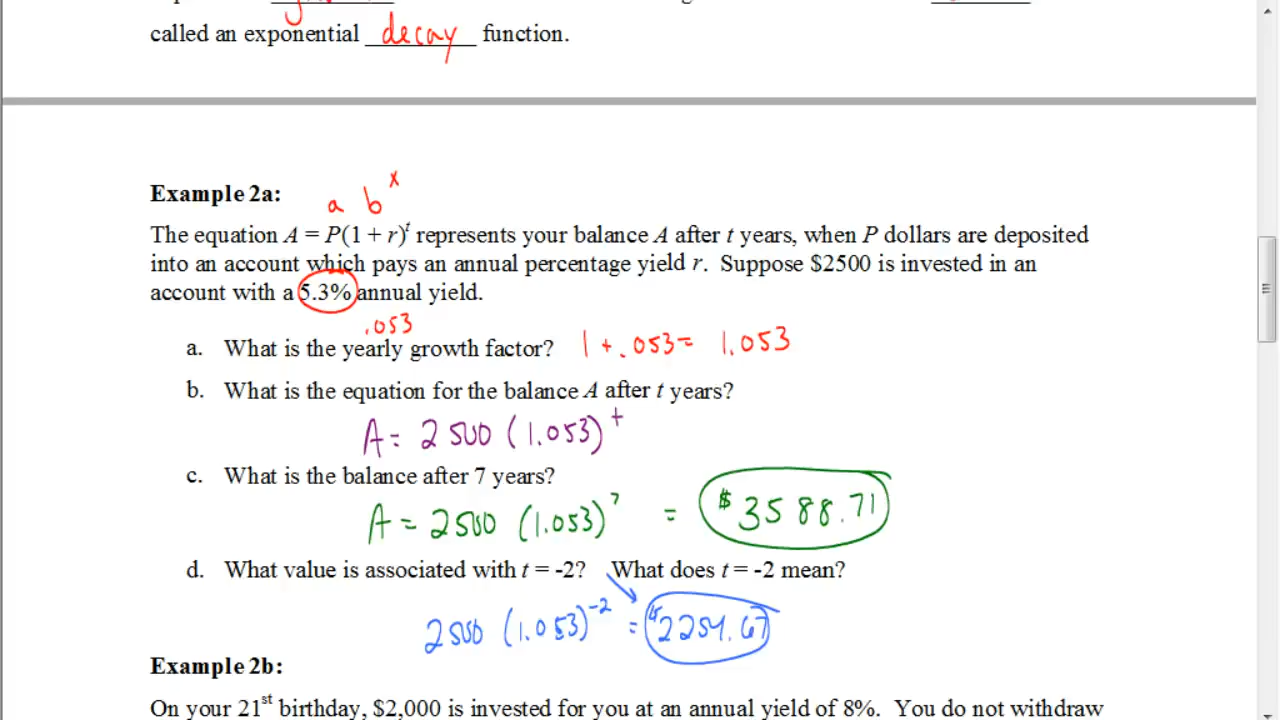 called an exponential decay function.
Example 2a:
a b^x
The equation A = P(1 + r)^t represents your balance A after t years, when P dollars are deposited
into an account which pays an annual percentage yield r. Suppose $2500 is invested in an
account with a 5.3% annual yield.
.053
a. What is the yearly growth factor? 1 + .053 = 1.053
b. What is the equation for the balance A after t years?
A = 2500 (1.053)^t
c. What is the balance after 7 years?
A = 2500 (1.053)^7 = $3588.71
d. What value is associated with t = -2? What does t = -2 mean?
2500 (1.053)^-2 = $2254.67
Example 2b:
On your 21st birthday, $2,000 is invested for you at an annual yield of 8%. You do not withdraw